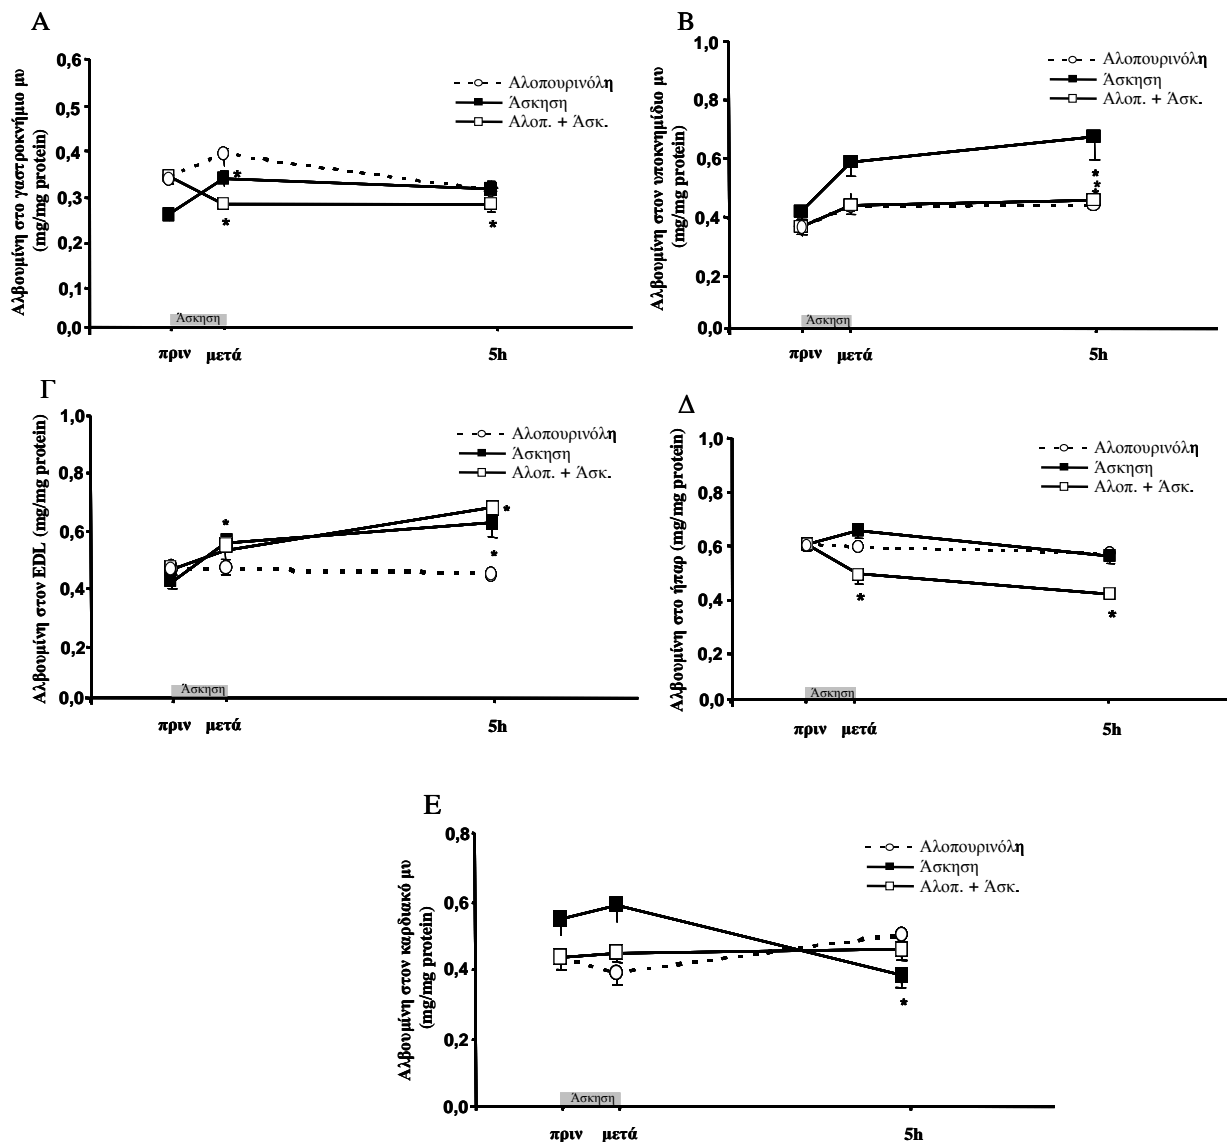 Α
Αλβουμίνη στο γαστροκνήμιο μυ
(mg/mg protein)
0,6
0,5
0,4
0,3
0,2
0,1
0,0
Αλοπουρινόλη
Άσκηση
Αλοπ. + Άσκ.
*
*
*
Άσκηση
πριν μετά 5h
Β
Αλβουμίνη στον υποκνημίδιο μυ
(mg/mg protein)
1,0
0,8
0,6
0,4
0,2
0,0
Αλοπουρινόλη
Άσκηση
Αλοπ. + Άσκ.
*
*
*
Άσκηση
πριν μετά 5h
Γ
Αλβουμίνη στον EDL (mg/mg protein)
1,0
0,8
0,6
0,4
0,2
0,0
Αλοπουρινόλη
Άσκηση
Αλοπ. + Άσκ.
*
*
*
Άσκηση
πριν μετά 5h
Δ
Αλβουμίνη στο ήπαρ (mg/mg protein)
1,0
0,8
0,6
0,4
0,2
0,0
Αλοπουρινόλη
Άσκηση
Αλοπ. + Άσκ.
*
*
Άσκηση
πριν μετά 5h
Ε
Αλβουμίνη στον καρδιακό μυ
(mg/mg protein)
0,8
0,6
0,4
0,2
0,0
Αλοπουρινόλη
Άσκηση
Αλοπ. + Άσκ.
*
Άσκηση
πριν μετά 5h